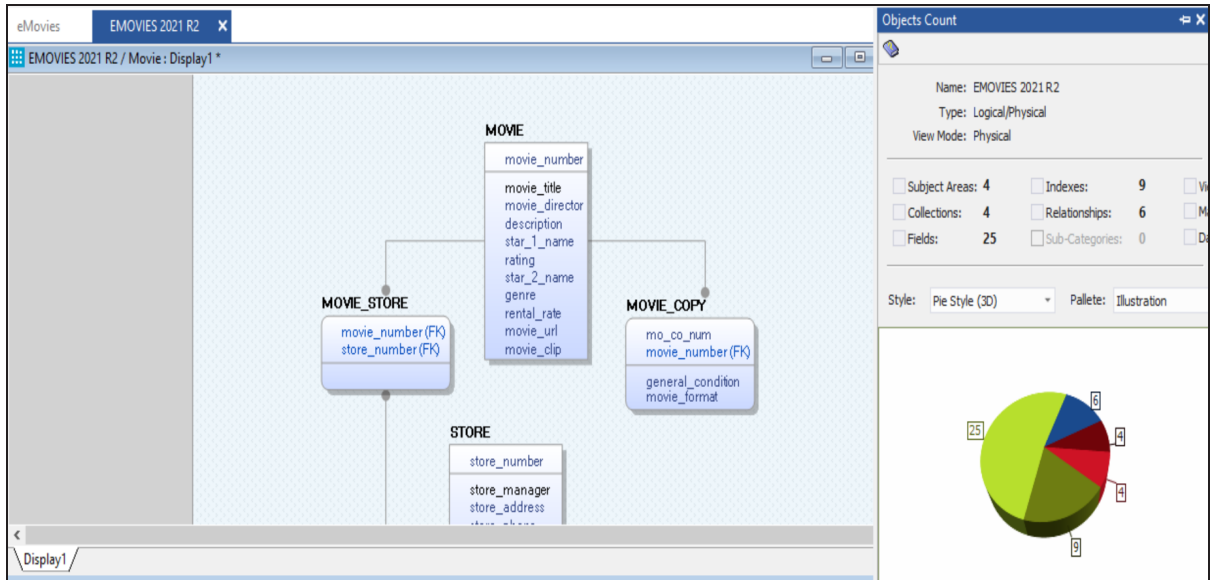 eMovies
EMOVIES 2021 R2
EMOVIES 2021 R2 / Movie : Display1 *
MOVIE
movie_number
movie_title
movie_director
description
star_1_name
rating
star_2_name
genre
rental_rate
movie_url
movie_clip
MOVIE_STORE
movie_number(FK)
store_number(FK)
MOVIE_COPY
mo_co_num
movie_number(FK)
general_condition
movie_format
STORE
store_number
store_manager
store_address
Display1
Objects Count
Name: EMOVIES 2021 R2
Type: Logical/Physical
View Mode: Physical
Subject Areas: 4 Indexes: 9
Collections: 4 Relationships: 6
Fields: 25 Sub-Categories: 0
Style: Pie Style (3D) Pallete: Illustration
6
4
4
9
25